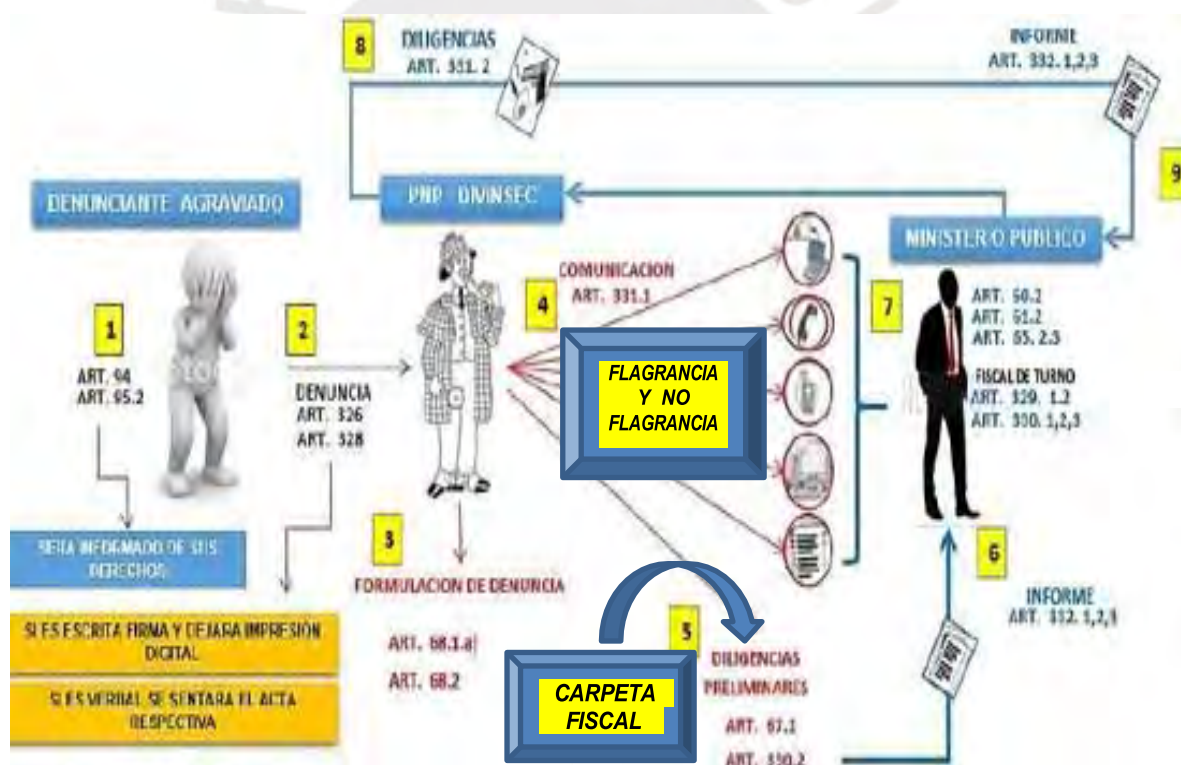 8
DILIGENCIAS
ART. 331. 2
INFORME
ART. 332. 1,2,3
9
DENUNCIANTE AGRAVIADO
PNP DIVINSEC
MINISTERIO PUBLICO
1
ART. 94
ART. 95.2
2
DENUNCIA
ART. 326
ART. 328
4
COMUNICACION
ART. 331.1
FLAGRANCIA
Y NO
FLAGRANCIA
7
ART. 60.2
ART. 61.2
ART. 65. 2,3
FISCAL DE TURNO
ART. 329. 1.2
ART. 330. 1,2,3
SERA INFORMADO DE SUS
DERECHOS
3
FORMULACION DE DENUNCIA
ART. 68.1.a)
ART. 68.2
SI ES ESCRITA FIRMA Y DEJARA IMPRESIÓN
DIGITAL
SI ES VERBAL SE SENTARA EL ACTA
RESPECTIVA
CARPETA
FISCAL
5
DILIGENCIAS
PRELIMINARES
ART. 67.1
ART. 330.2
6
INFORME
ART. 332. 1,2,3